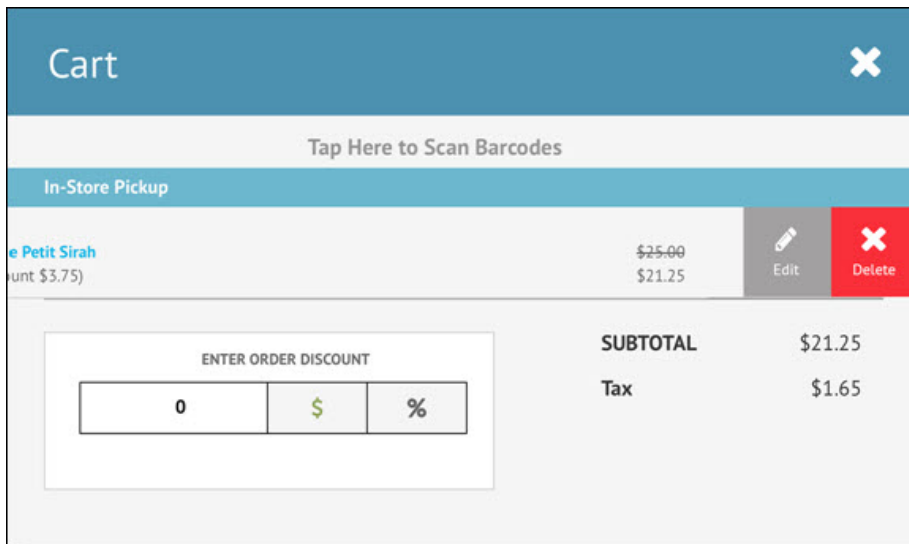 Cart
Tap Here to Scan Barcodes
In-Store Pickup
e Petit Sirah
$25.00
Edit
Delete
unt $3.75)
$21.25
ENTER ORDER DISCOUNT
0 $ %
SUBTOTAL $21.25
Tax $1.65